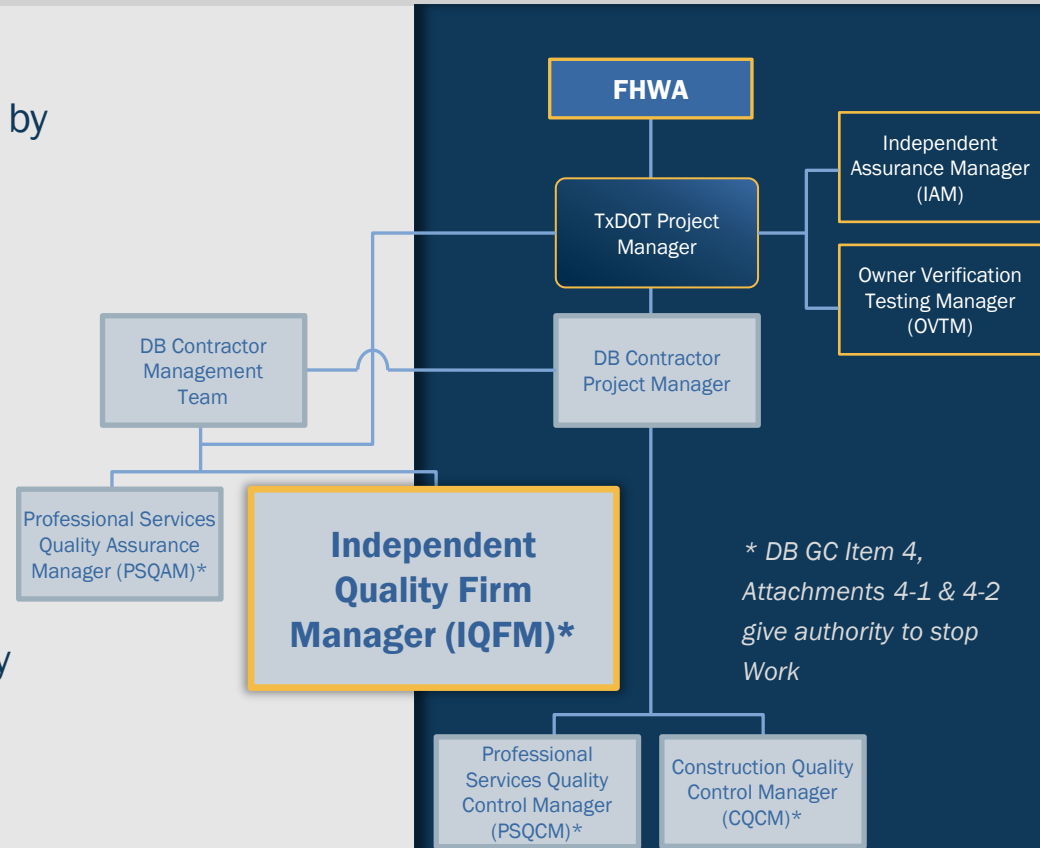 by
FHWA
Independent
Assurance Manager
(IAM)
TxDOT Project
Manager
Owner Verification
Testing Manager
(OVTM)
DB Contractor
Management
Team
DB Contractor
Project Manager
Professional Services
Quality Assurance
Manager (PSQAM)*
Independent
Quality Firm
Manager (IQFM)*
* DB GC Item 4,
Attachments 4-1 & 4-2
give authority to stop
Work
Professional
Services Quality
Control Manager
(PSQCM)*
Construction Quality
Control Manager
(CQCM)*